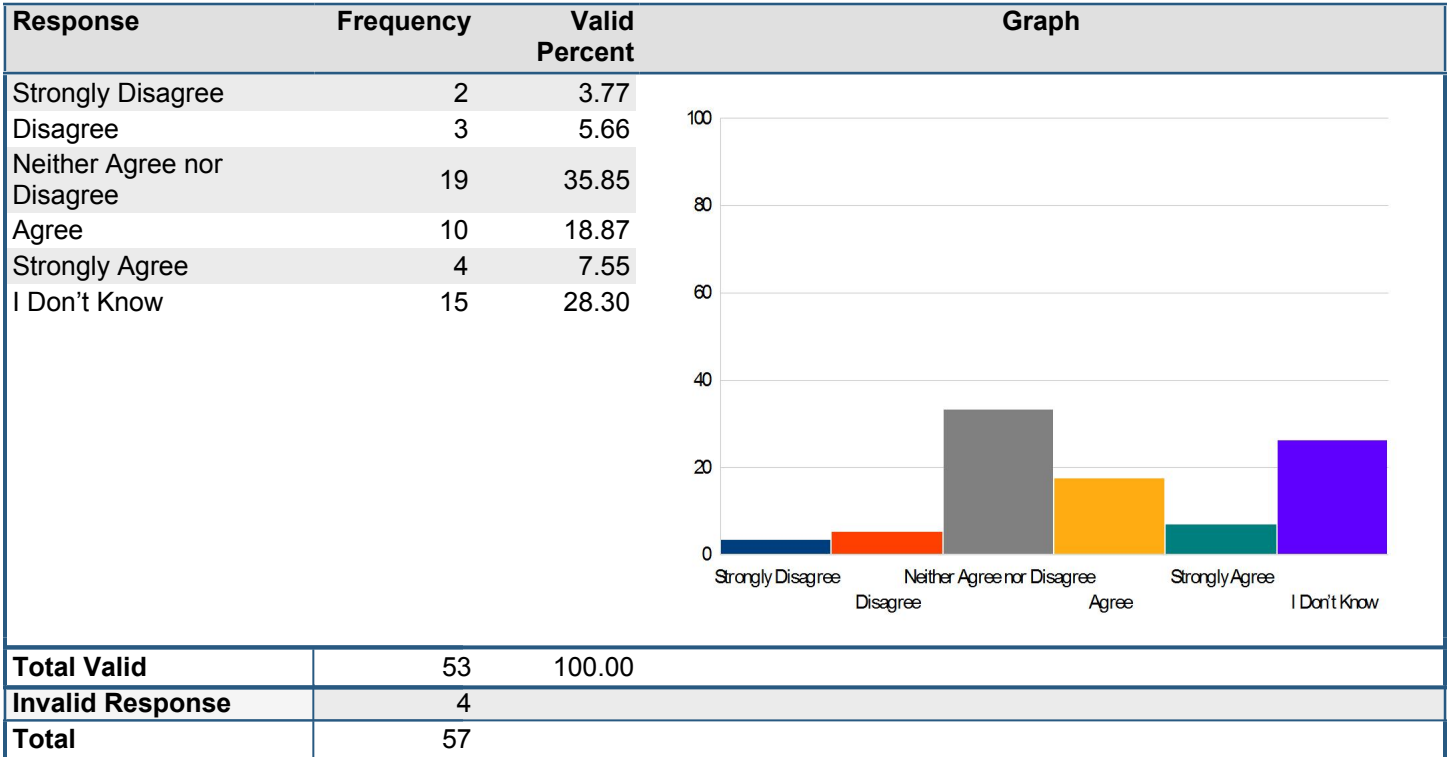 Response Frequency Valid Percent Graph
Strongly Disagree 2 3.77
Disagree 3 5.66
Neither Agree nor Disagree 19 35.85
Agree 10 18.87
Strongly Agree 4 7.55
I Don’t Know 15 28.30
100
80
60
40
20
0
Strongly Disagree Neither Agree nor Disagree Strongly Agree
Disagree Agree I Don't Know
Total Valid 53 100.00
Invalid Response 4
Total 57